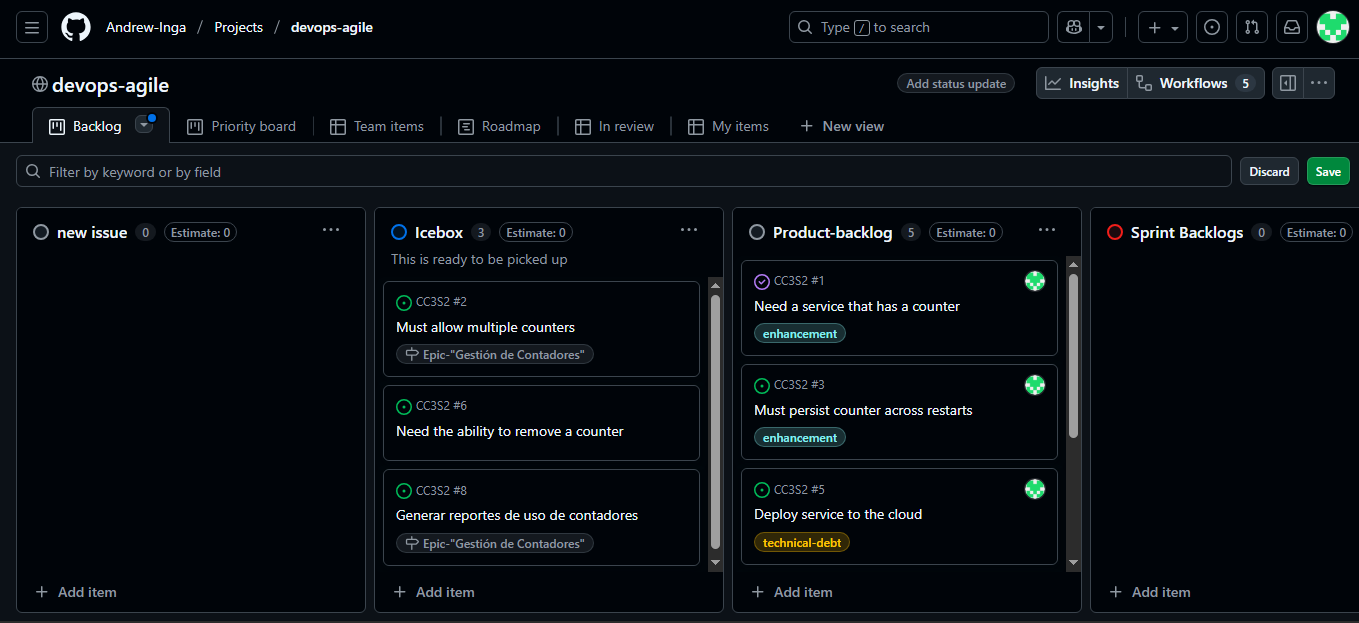 Andrew-Inga / Projects / devops-agile
Type / to search
devops-agile
Add status update
Insights
Workflows 5
Backlog
Priority board
Team items
Roadmap
In review
My items
New view
Filter by keyword or by field
Discard
Save
new issue 0 Estimate: 0
Add item
Icebox 3 Estimate: 0
This is ready to be picked up
CC3S2 #2
Must allow multiple counters
Epic-"Gestión de Contadores"
CC3S2 #6
Need the ability to remove a counter
CC3S2 #8
Generar reportes de uso de contadores
Epic-"Gestión de Contadores"
Add item
Product-backlog 5 Estimate: 0
CC3S2 #1
Need a service that has a counter
enhancement
CC3S2 #3
Must persist counter across restarts
enhancement
CC3S2 #5
Deploy service to the cloud
technical-debt
Add item
Sprint Backlogs 0 Estimate: 0
Add item